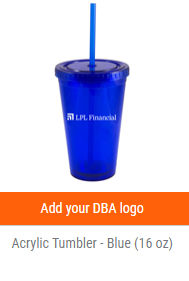 LPL Financial
Add your DBA logo
Acrylic Tumbler - Blue (16 oz)